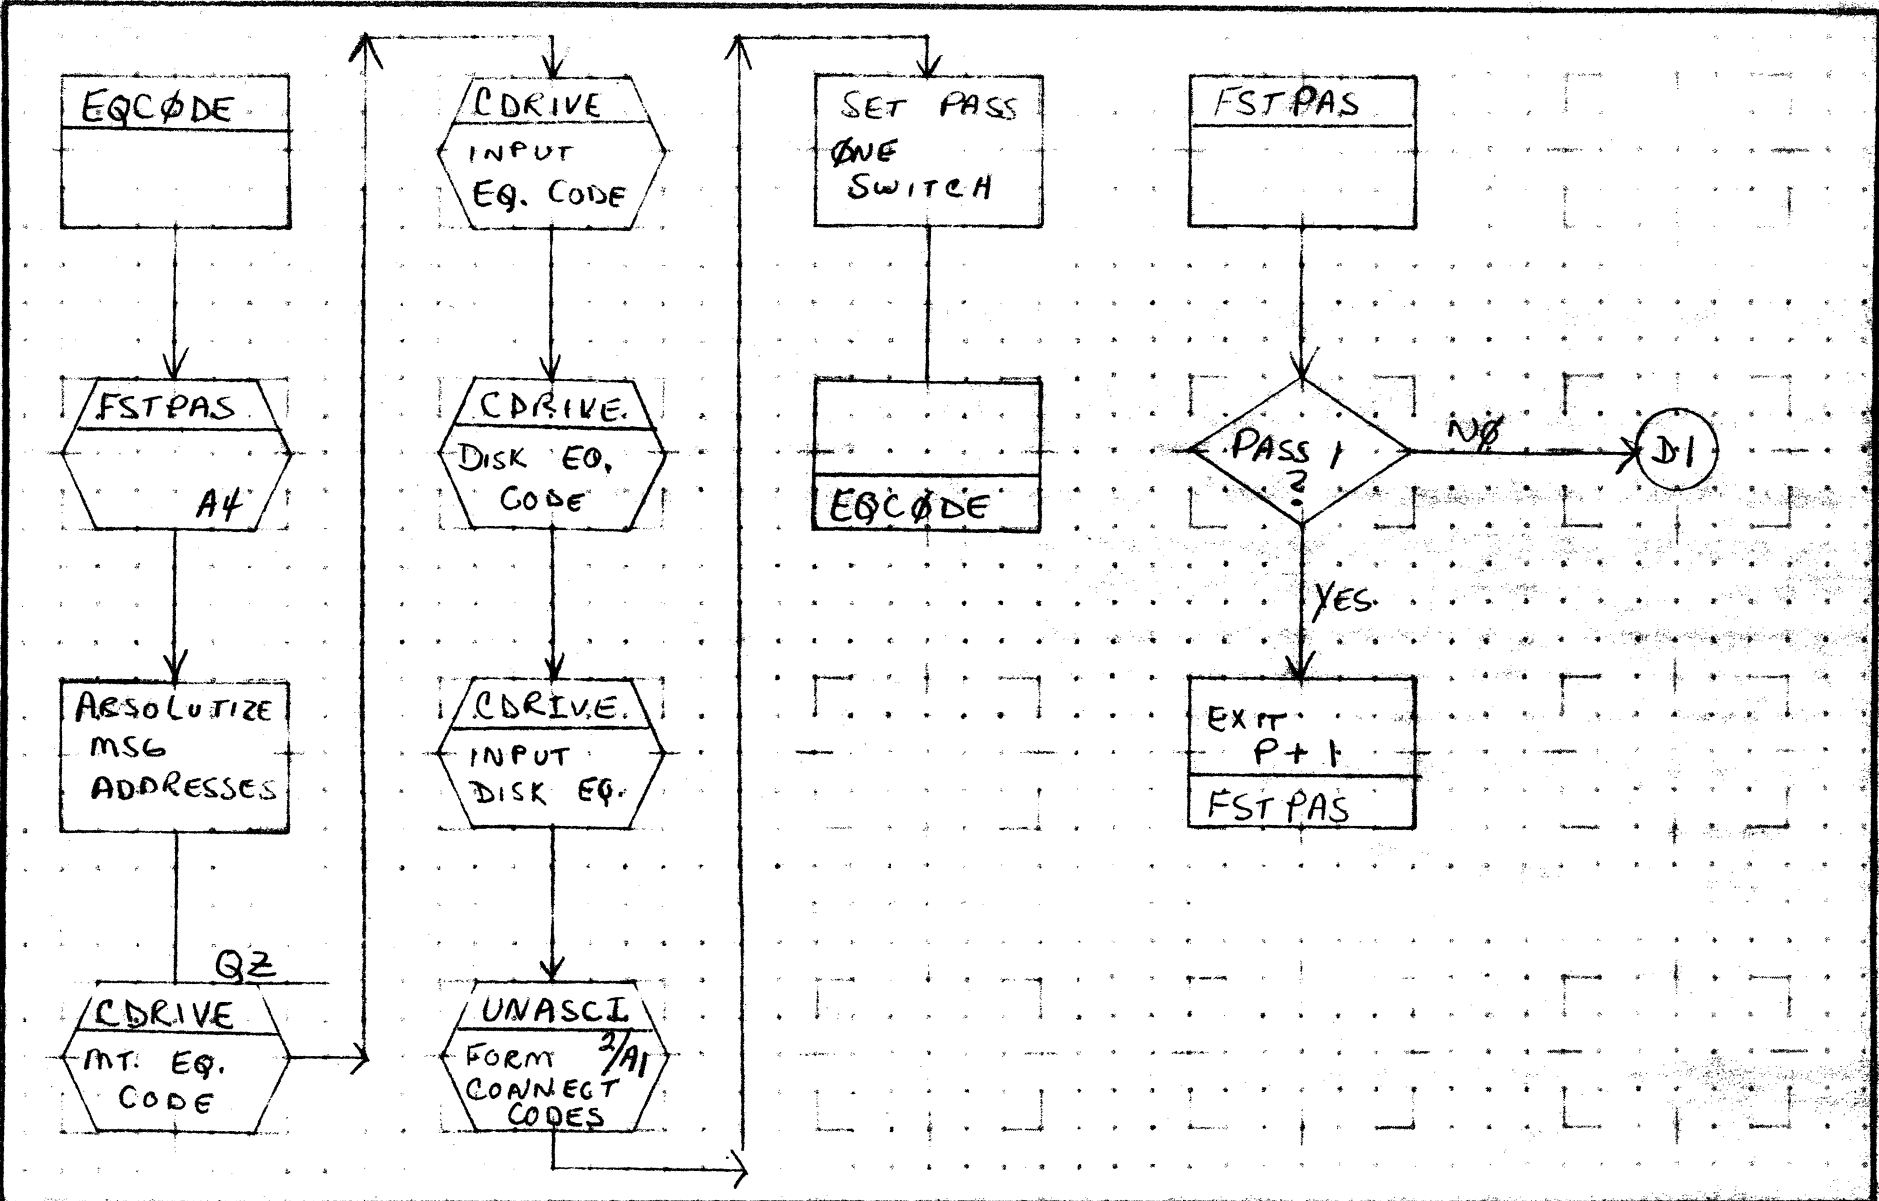 EQCØDE
FSTPAS
A4
ABSOLUTIZE
MSG
ADDRESSES
QZ
CDRIVE
MT. EQ.
CODE
CDRIVE
INPUT
EQ. CODE
CDRIVE
DISK EQ.
CODE
CDRIVE
INPUT
DISK EQ.
UNASCI
FORM 2/A1
CONNECT
CODES
SET PASS
ØNE
SWITCH
EQCØDE
FSTPAS
PASS 1
?
NØ
D1
YES
EXIT
P+1
FSTPAS